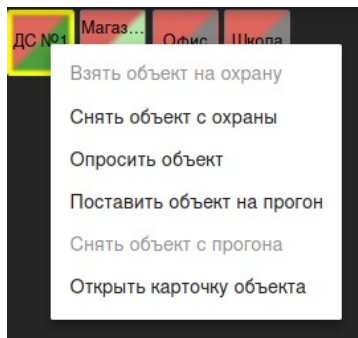 ДС №1
Магаз...
Офис
Школа
Взять объект на охрану
Снять объект с охраны
Опросить объект
Поставить объект на прогон
Снять объект с прогона
Открыть карточку объекта